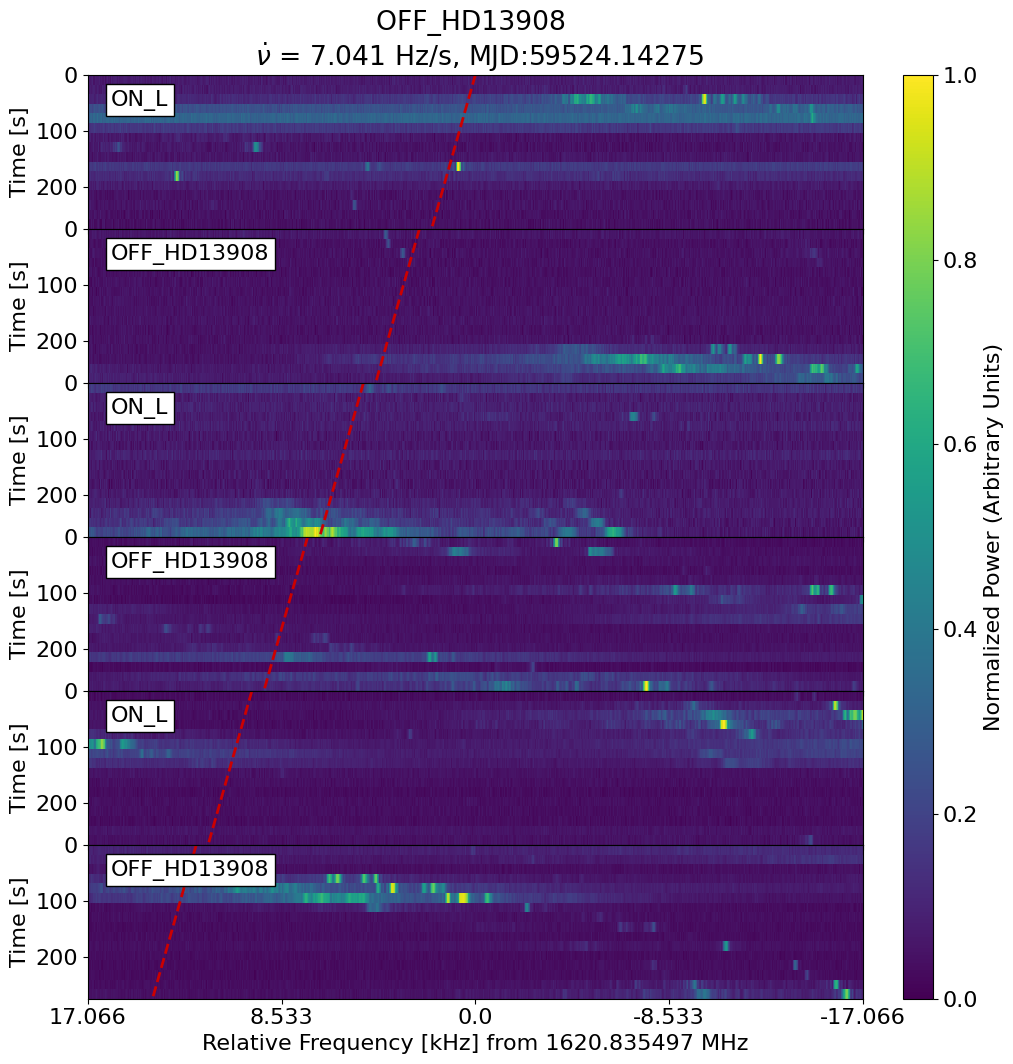 OFF_HD13908
ν̇ = 7.041 Hz/s, MJD:59524.14275
0
ON_L
100
200
Time [s]
0
OFF_HD13908
100
200
Time [s]
0
ON_L
100
200
Time [s]
0
OFF_HD13908
100
200
Time [s]
0
ON_L
100
200
Time [s]
0
OFF_HD13908
100
200
Time [s]
17.066 8.533 0.0 -8.533 -17.066
Relative Frequency [kHz] from 1620.835497 MHz
1.0
0.8
0.6
0.4
0.2
0.0
Normalized Power (Arbitrary Units)